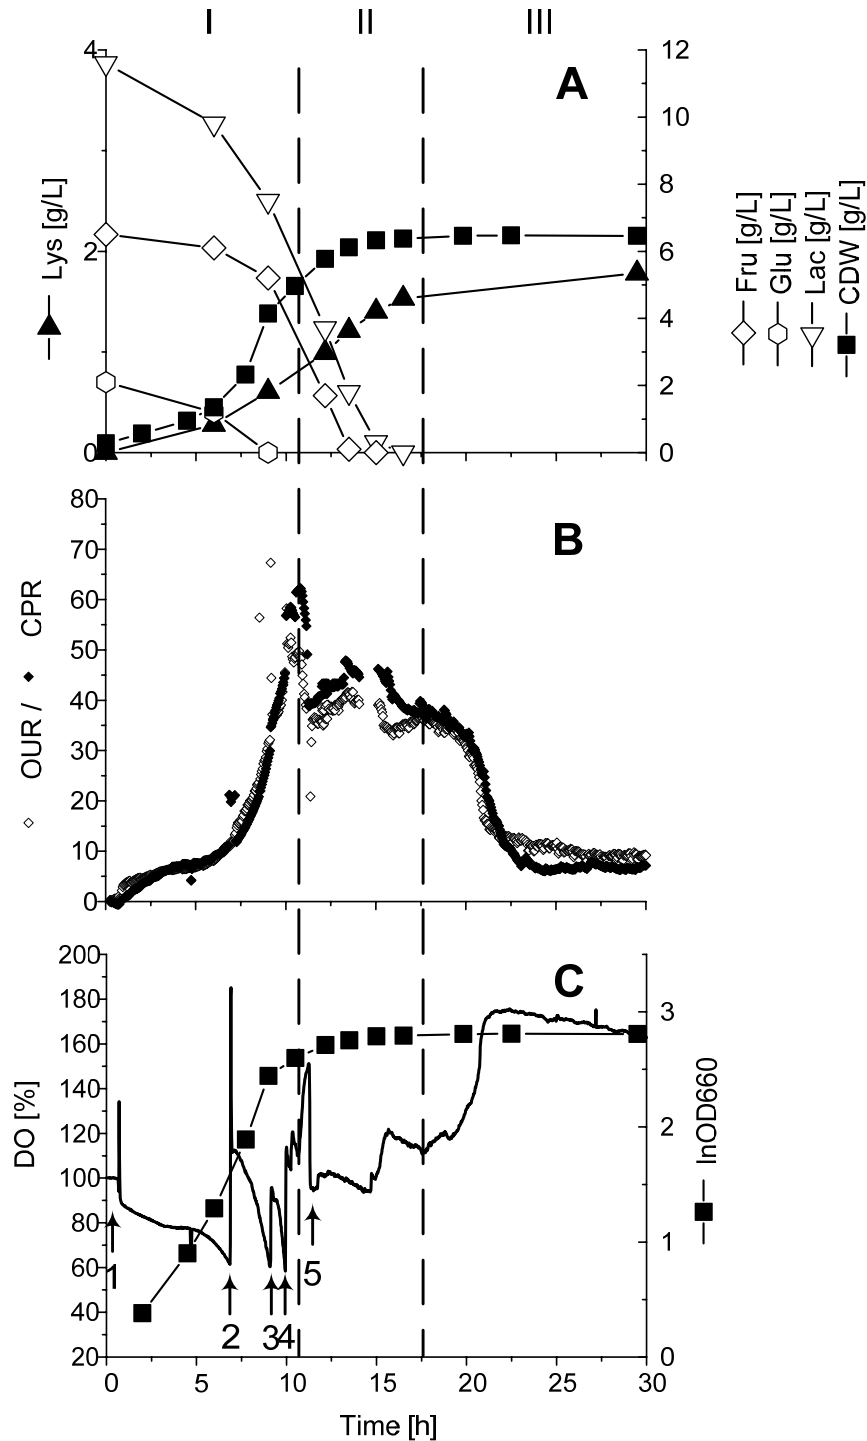 I II III
A
4
2
0
12
10
8
6
4
2
0
Lys [g/L]
Fru [g/L]
Glu [g/L]
Lac [g/L]
CDW [g/L]
B
80
70
60
50
40
30
20
10
0
OUR / CPR
C
200
180
160
140
120
100
80
60
40
20
3
2
1
0
DO [%]
lnOD660
1
5
2 3 4
0 5 10 15 20 25 30
Time [h]